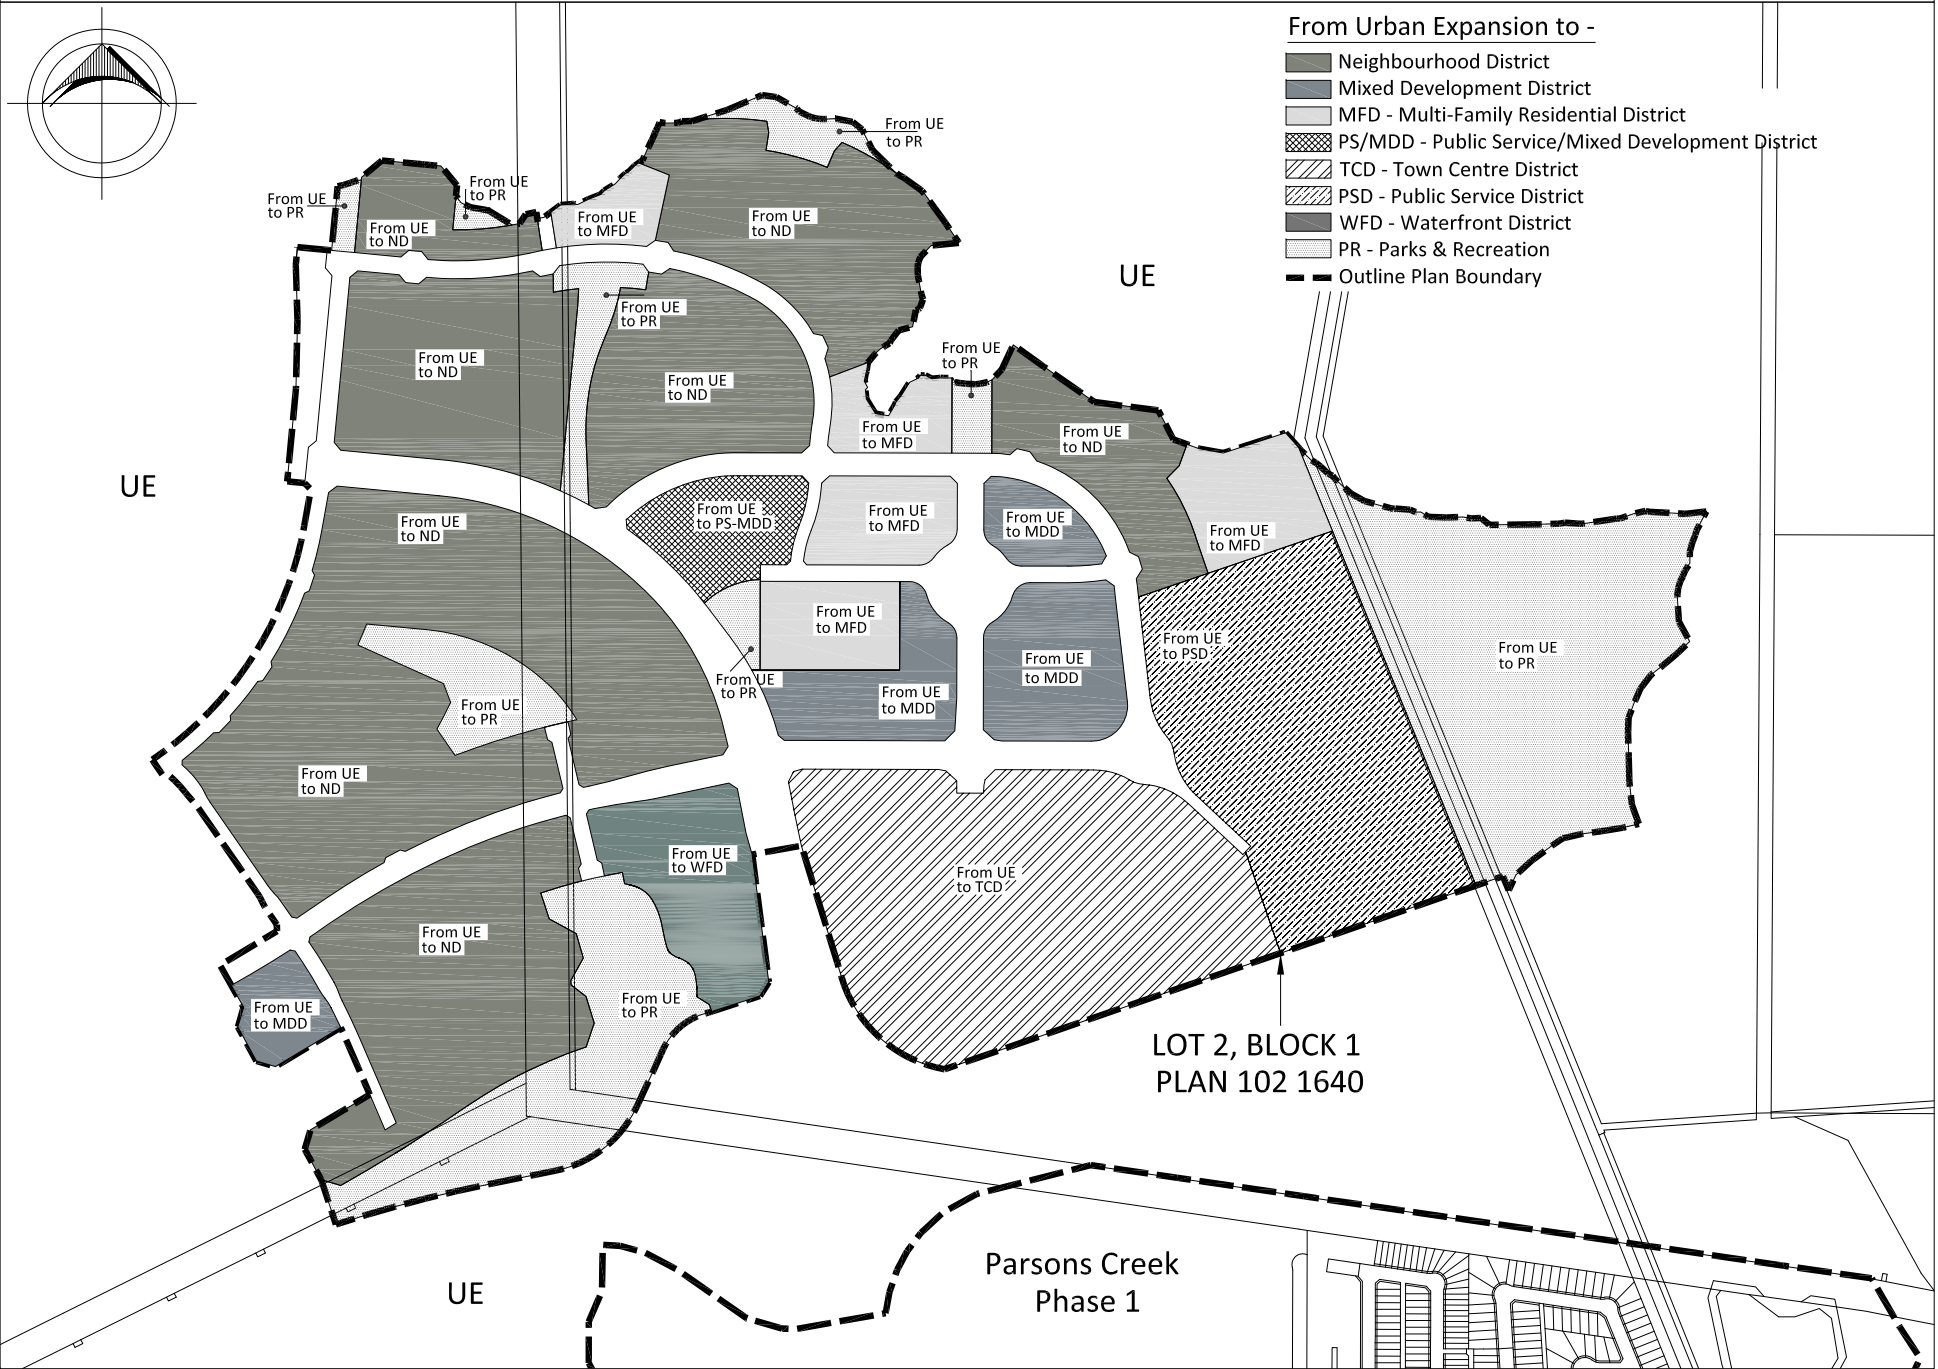 From Urban Expansion to -
Neighbourhood District
Mixed Development District
MFD - Multi-Family Residential District
PS/MDD - Public Service/Mixed Development District
TCD - Town Centre District
PSD - Public Service District
WFD - Waterfront District
PR - Parks & Recreation
Outline Plan Boundary
From UE
to PR
From UE
to PR
From UE
to PR
From UE
to ND
From UE
to MFD
From UE
to ND
UE
From UE
to PR
From UE
to ND
From UE
to ND
From UE
to PR
From UE
to MFD
From UE
to ND
UE
From UE
to ND
From UE
to PS-MDD
From UE
to MFD
From UE
to MDD
From UE
to MFD
From UE
to MFD
From UE
to PSD
From UE
to PR
From UE
to MDD
From UE
to PR
From UE
to MDD
From UE
to PR
From UE
to ND
From UE
to WFD
From UE
to TCD
From UE
to ND
From UE
to PR
From UE
to MDD
LOT 2, BLOCK 1
PLAN 102 1640
Parsons Creek
Phase 1
UE